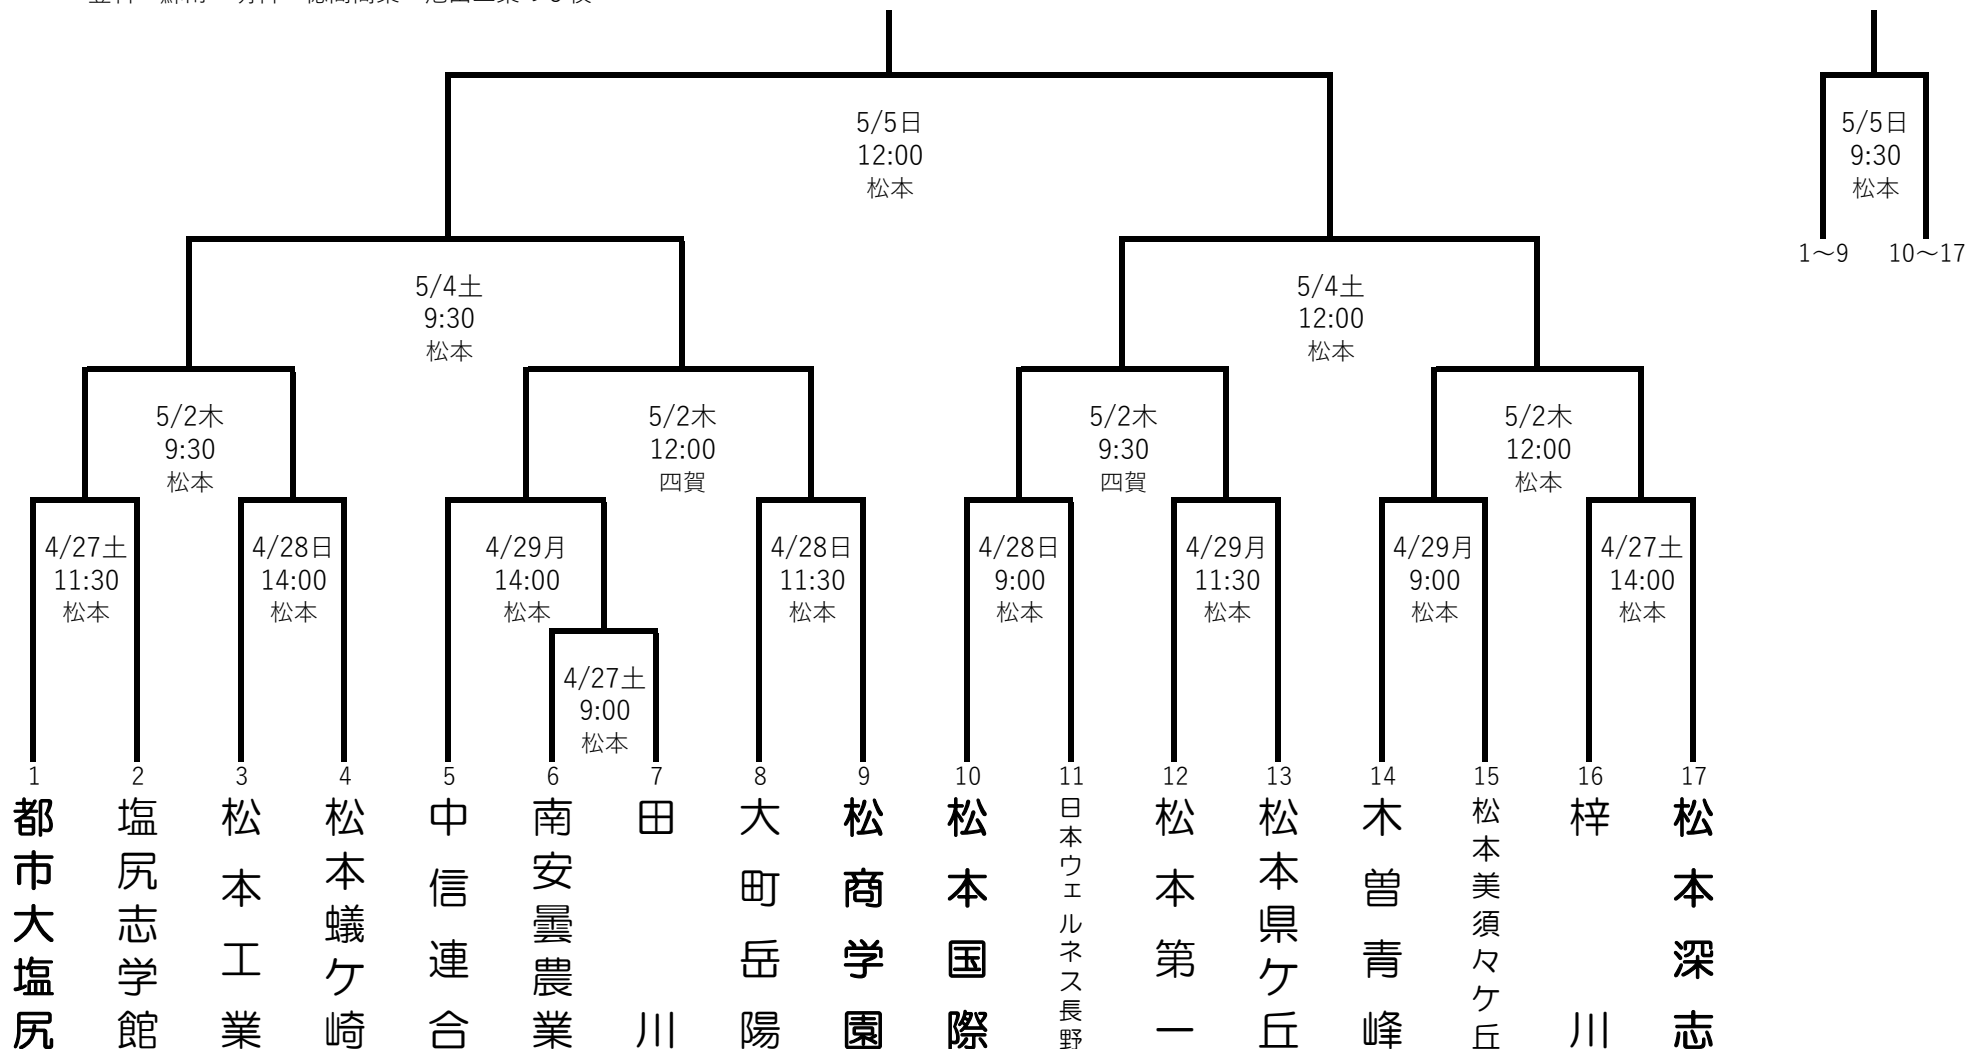 5/5日
12:00
松本
5/5日
9:30
松本
1～9
10～17
5/4土
9:30
松本
5/4土
12:00
松本
5/2木
9:30
松本
5/2木
12:00
四賀
5/2木
9:30
四賀
5/2木
12:00
松本
4/27土
11:30
松本
4/28日
14:00
松本
4/29月
14:00
松本
4/28日
11:30
松本
4/28日
9:00
松本
4/29月
11:30
松本
4/29月
9:00
松本
4/27土
14:00
松本
4/27土
9:00
松本
1
都市大塩尻
2
塩尻志学館
3
松本工業
4
松本蟻ケ崎
5
中信連合
6
南安曇農業
7
田川
8
大町岳陽
9
松商学園
10
松本国際
11
日本ウェルネス長野
12
松本第一
13
松本県ケ丘
14
木曽青峰
15
松本美須々ケ丘
16
梓川
17
松本深志